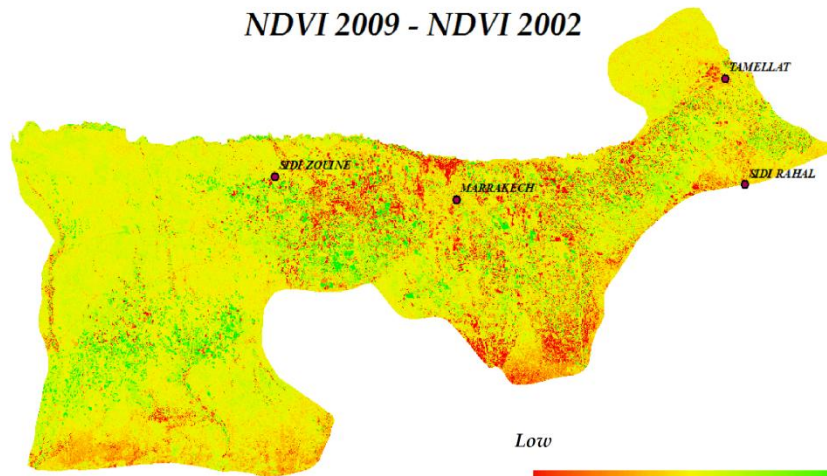 NDVI 2009 - NDVI 2002
TAMELLAT
SIDI ZOUINE
SIDI RAHAL
MARRAKECH
Low